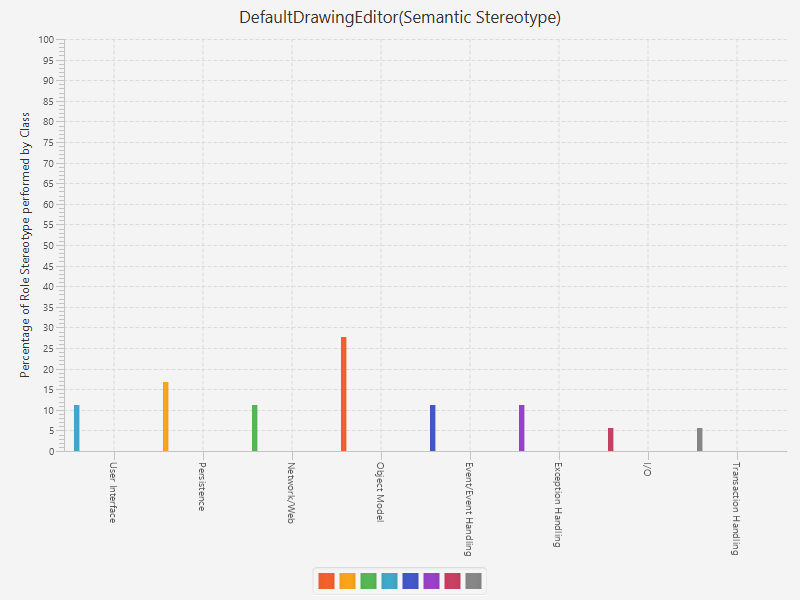 DefaultDrawingEditor(Semantic Stereotype)
Percentage of Role Stereotype performed by Class
100
95
90
85
80
75
70
65
60
55
50
45
40
35
30
25
20
15
10
5
0
User Interface
Persistence
Network/Web
Object Model
Event/Event Handling
Exception Handling
I/O
Transaction Handling